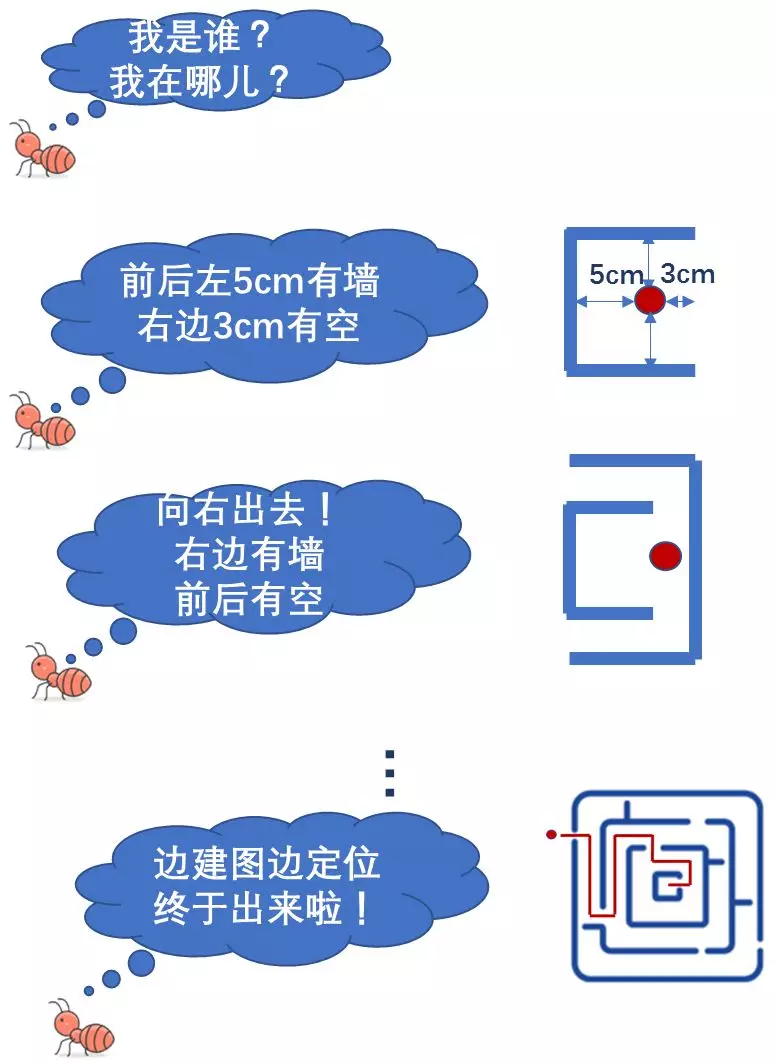 我是谁？
我在哪儿？
前后左5cm有墙
右边3cm有空
5cm
3cm
向右出去！
右边有墙
前后有空
边建图边定位
终于出来啦！